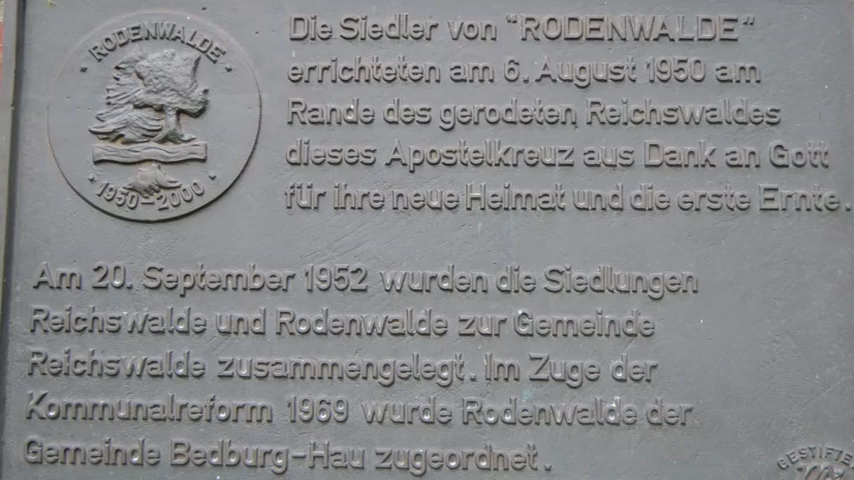 RODENWALDE
1950-2000
Die Siedler von "RODENWALDE"
errichteten am 6. August 1950 am
Rande des gerodeten Reichswaldes
dieses Apostelkreuz aus Dank an Gott
für ihre neue Heimat und die erste Ernte.
Am 20. September 1952 wurden die Siedlungen
Reichswalde und Rodenwalde zur Gemeinde
Reichswalde zusammengelegt. Im Zuge der
Kommunalreform 1969 wurde Rodenwalde der
Gemeinde Bedburg-Hau zugeordnet.